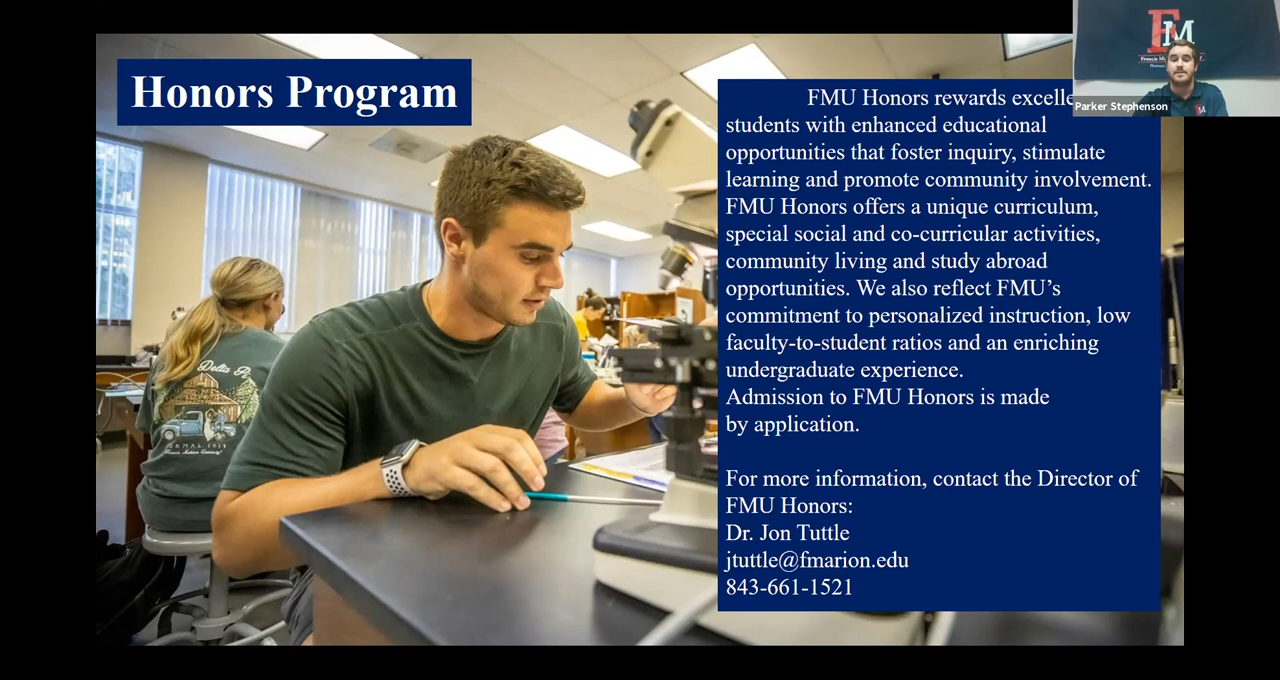 Honors Program
FMU Honors rewards
students with enhanced educational
opportunities that foster inquiry, stimulate
learning and promote community involvement.
FMU Honors offers a unique curriculum,
special social and co-curricular activities,
community living and study abroad
opportunities. We also reflect FMU’s
commitment to personalized instruction, low
faculty-to-student ratios and an enriching
undergraduate experience.
Admission to FMU Honors is made
by application.
For more information, contact the Director of
FMU Honors:
Dr. Jon Tuttle
jtuttle@fmarion.edu
843-661-1521
FM
Parker Stephenson
Delta